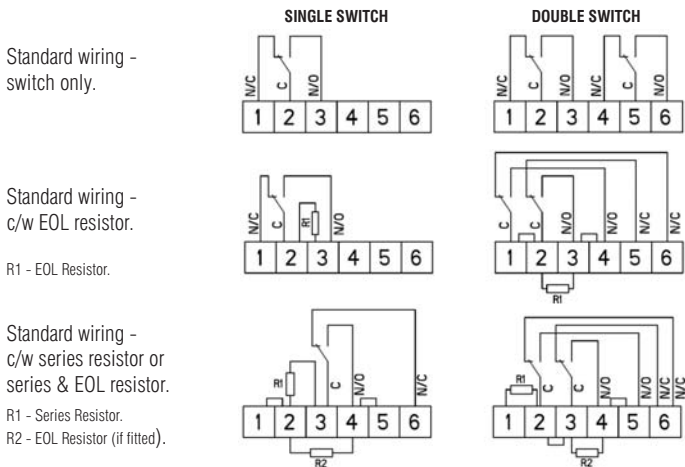 SINGLE SWITCH
DOUBLE SWITCH
Standard wiring -
switch only.
N/C C N/O
1 2 3 4 5 6
N/C C N/O N/C C N/O
1 2 3 4 5 6
Standard wiring -
c/w EOL resistor.
R1 - EOL Resistor.
N/C C R1 N/O
1 2 3 4 5 6
C C N/O N/O N/C N/C
1 2 3 4 5 6
R1
Standard wiring -
c/w series resistor or
series & EOL resistor.
R1 - Series Resistor.
R2 - EOL Resistor (if fitted).
R1 C N/O N/C
1 2 3 4 5 6
R2
R1 C C N/O N/O N/C N/C
1 2 3 4 5 6
R2